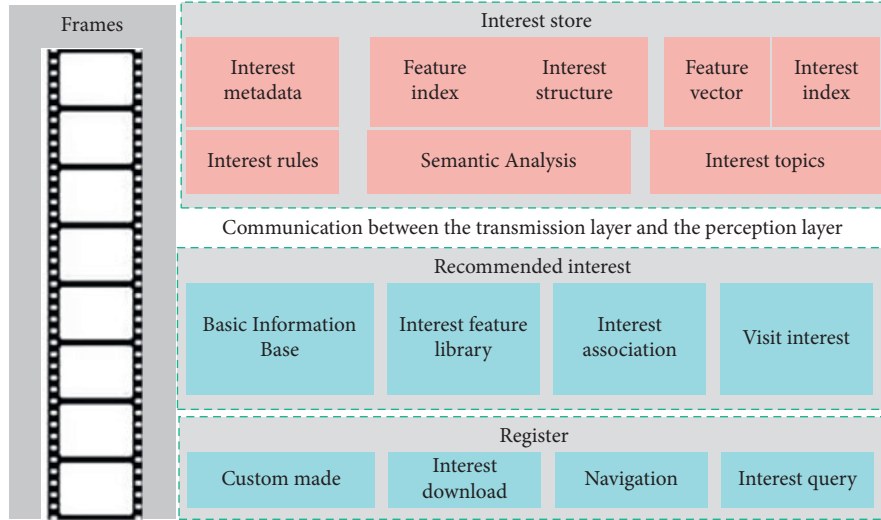 Frames
Interest store
Interest
metadata
Feature
index
Interest
structure
Feature
vector
Interest
index
Interest rules
Semantic Analysis
Interest topics
Communication between the transmission layer and the perception layer
Recommended interest
Basic Information
Base
Interest feature
library
Interest
association
Visit interest
Register
Custom made
Interest
download
Navigation
Interest query